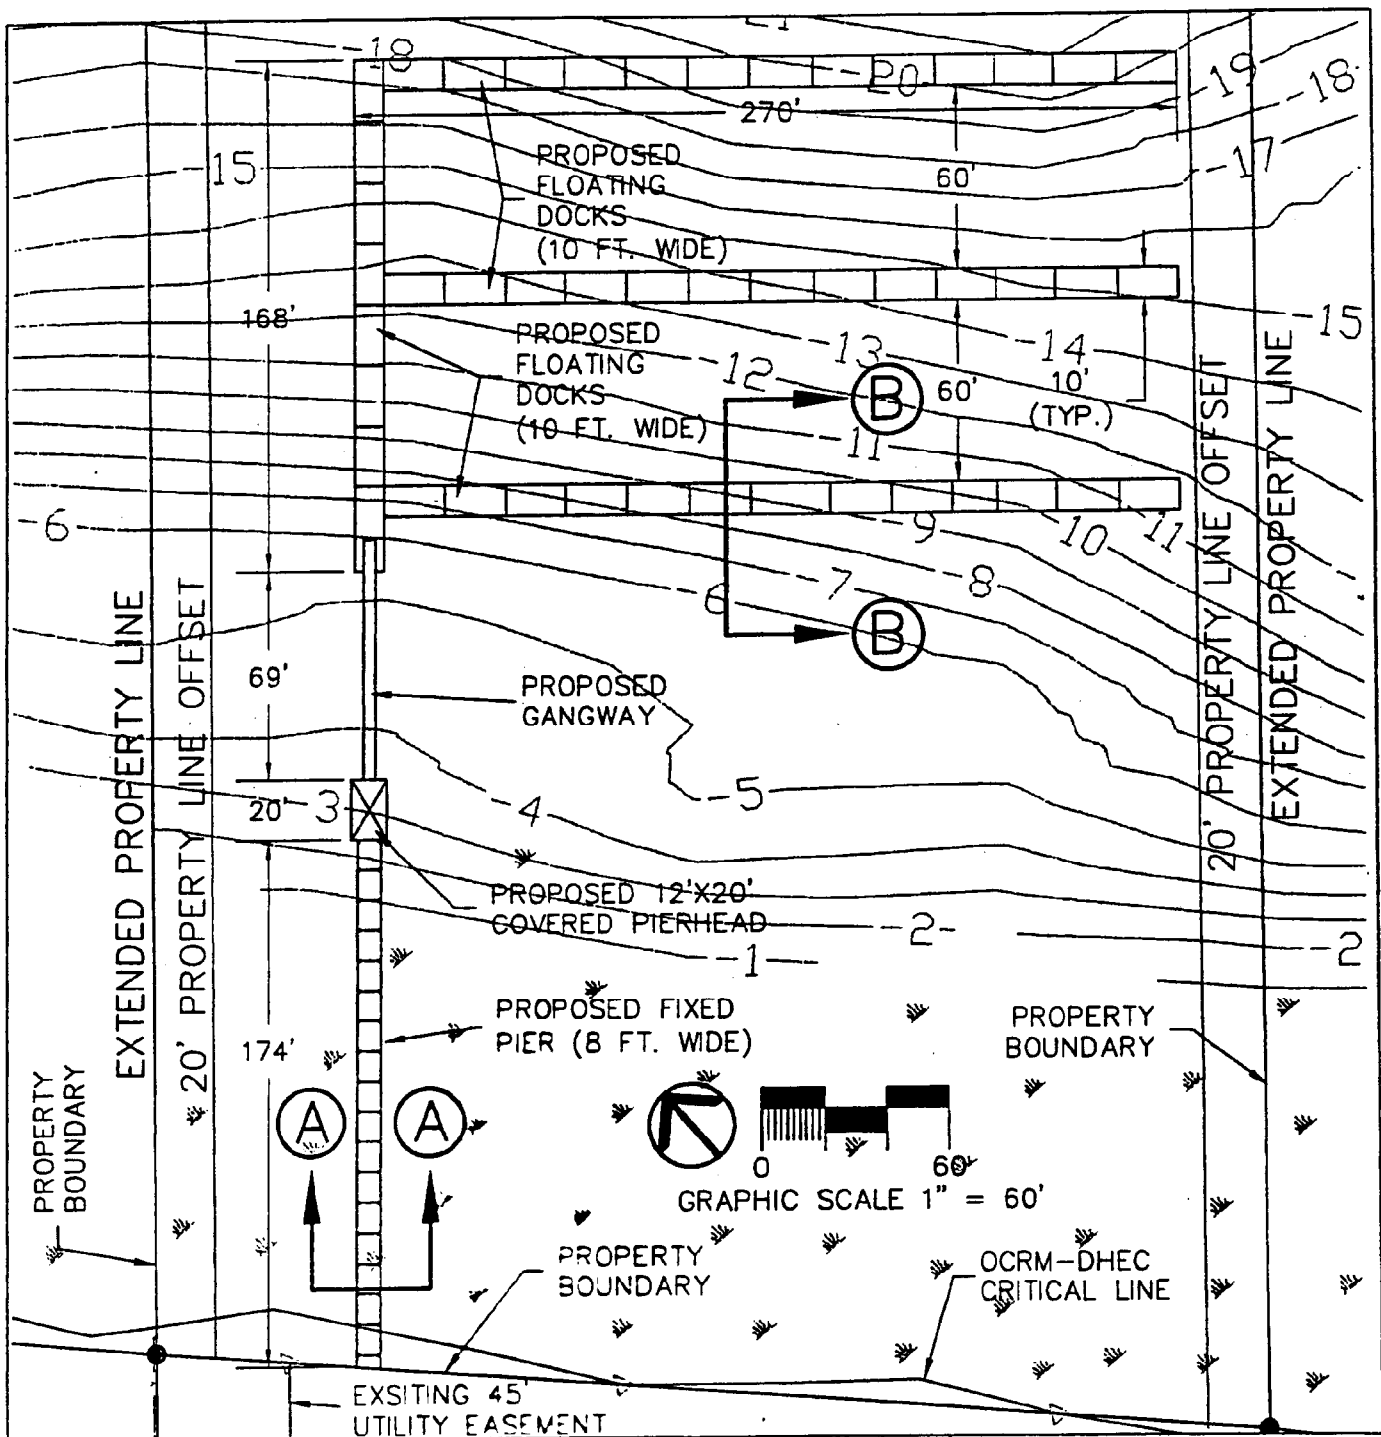 -18
20
19
-18
270'
-17
-15
PROPOSED
FLOATING
DOCKS
(10 FT. WIDE)
60'
168'
PROPOSED
FLOATING
DOCKS
(10 FT. WIDE)
12
13
14
-15
B
60'
10'
(TYP.)
11
-6
9
10
11
6
7
8
B
EXTENDED PROPERTY LINE
20' PROPERTY LINE OFFSET
20' PROPERTY LINE OFFSET
EXTENDED PROPERTY LINE
69'
PROPOSED
GANGWAY
20'
3
-4
-5
PROPOSED 12'X20'
COVERED PIERHEAD
-2-
-1
-2
174'
PROPOSED FIXED
PIER (8 FT. WIDE)
PROPERTY
BOUNDARY
PROPERTY
BOUNDARY
A
A
0
60
GRAPHIC SCALE 1" = 60'
PROPERTY
BOUNDARY
OCRM-DHEC
CRITICAL LINE
EXSITING 45'
UTILITY EASEMENT